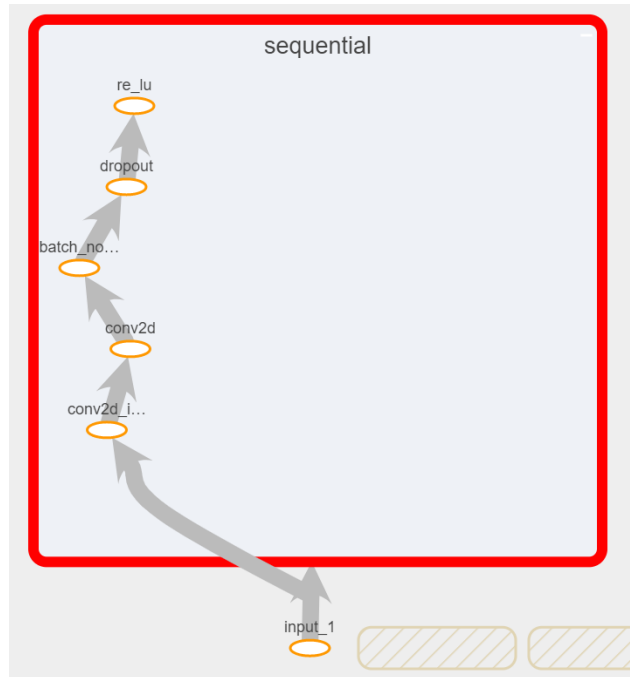 sequential
re_lu
dropout
batch_no...
conv2d
conv2d_i...
input_1